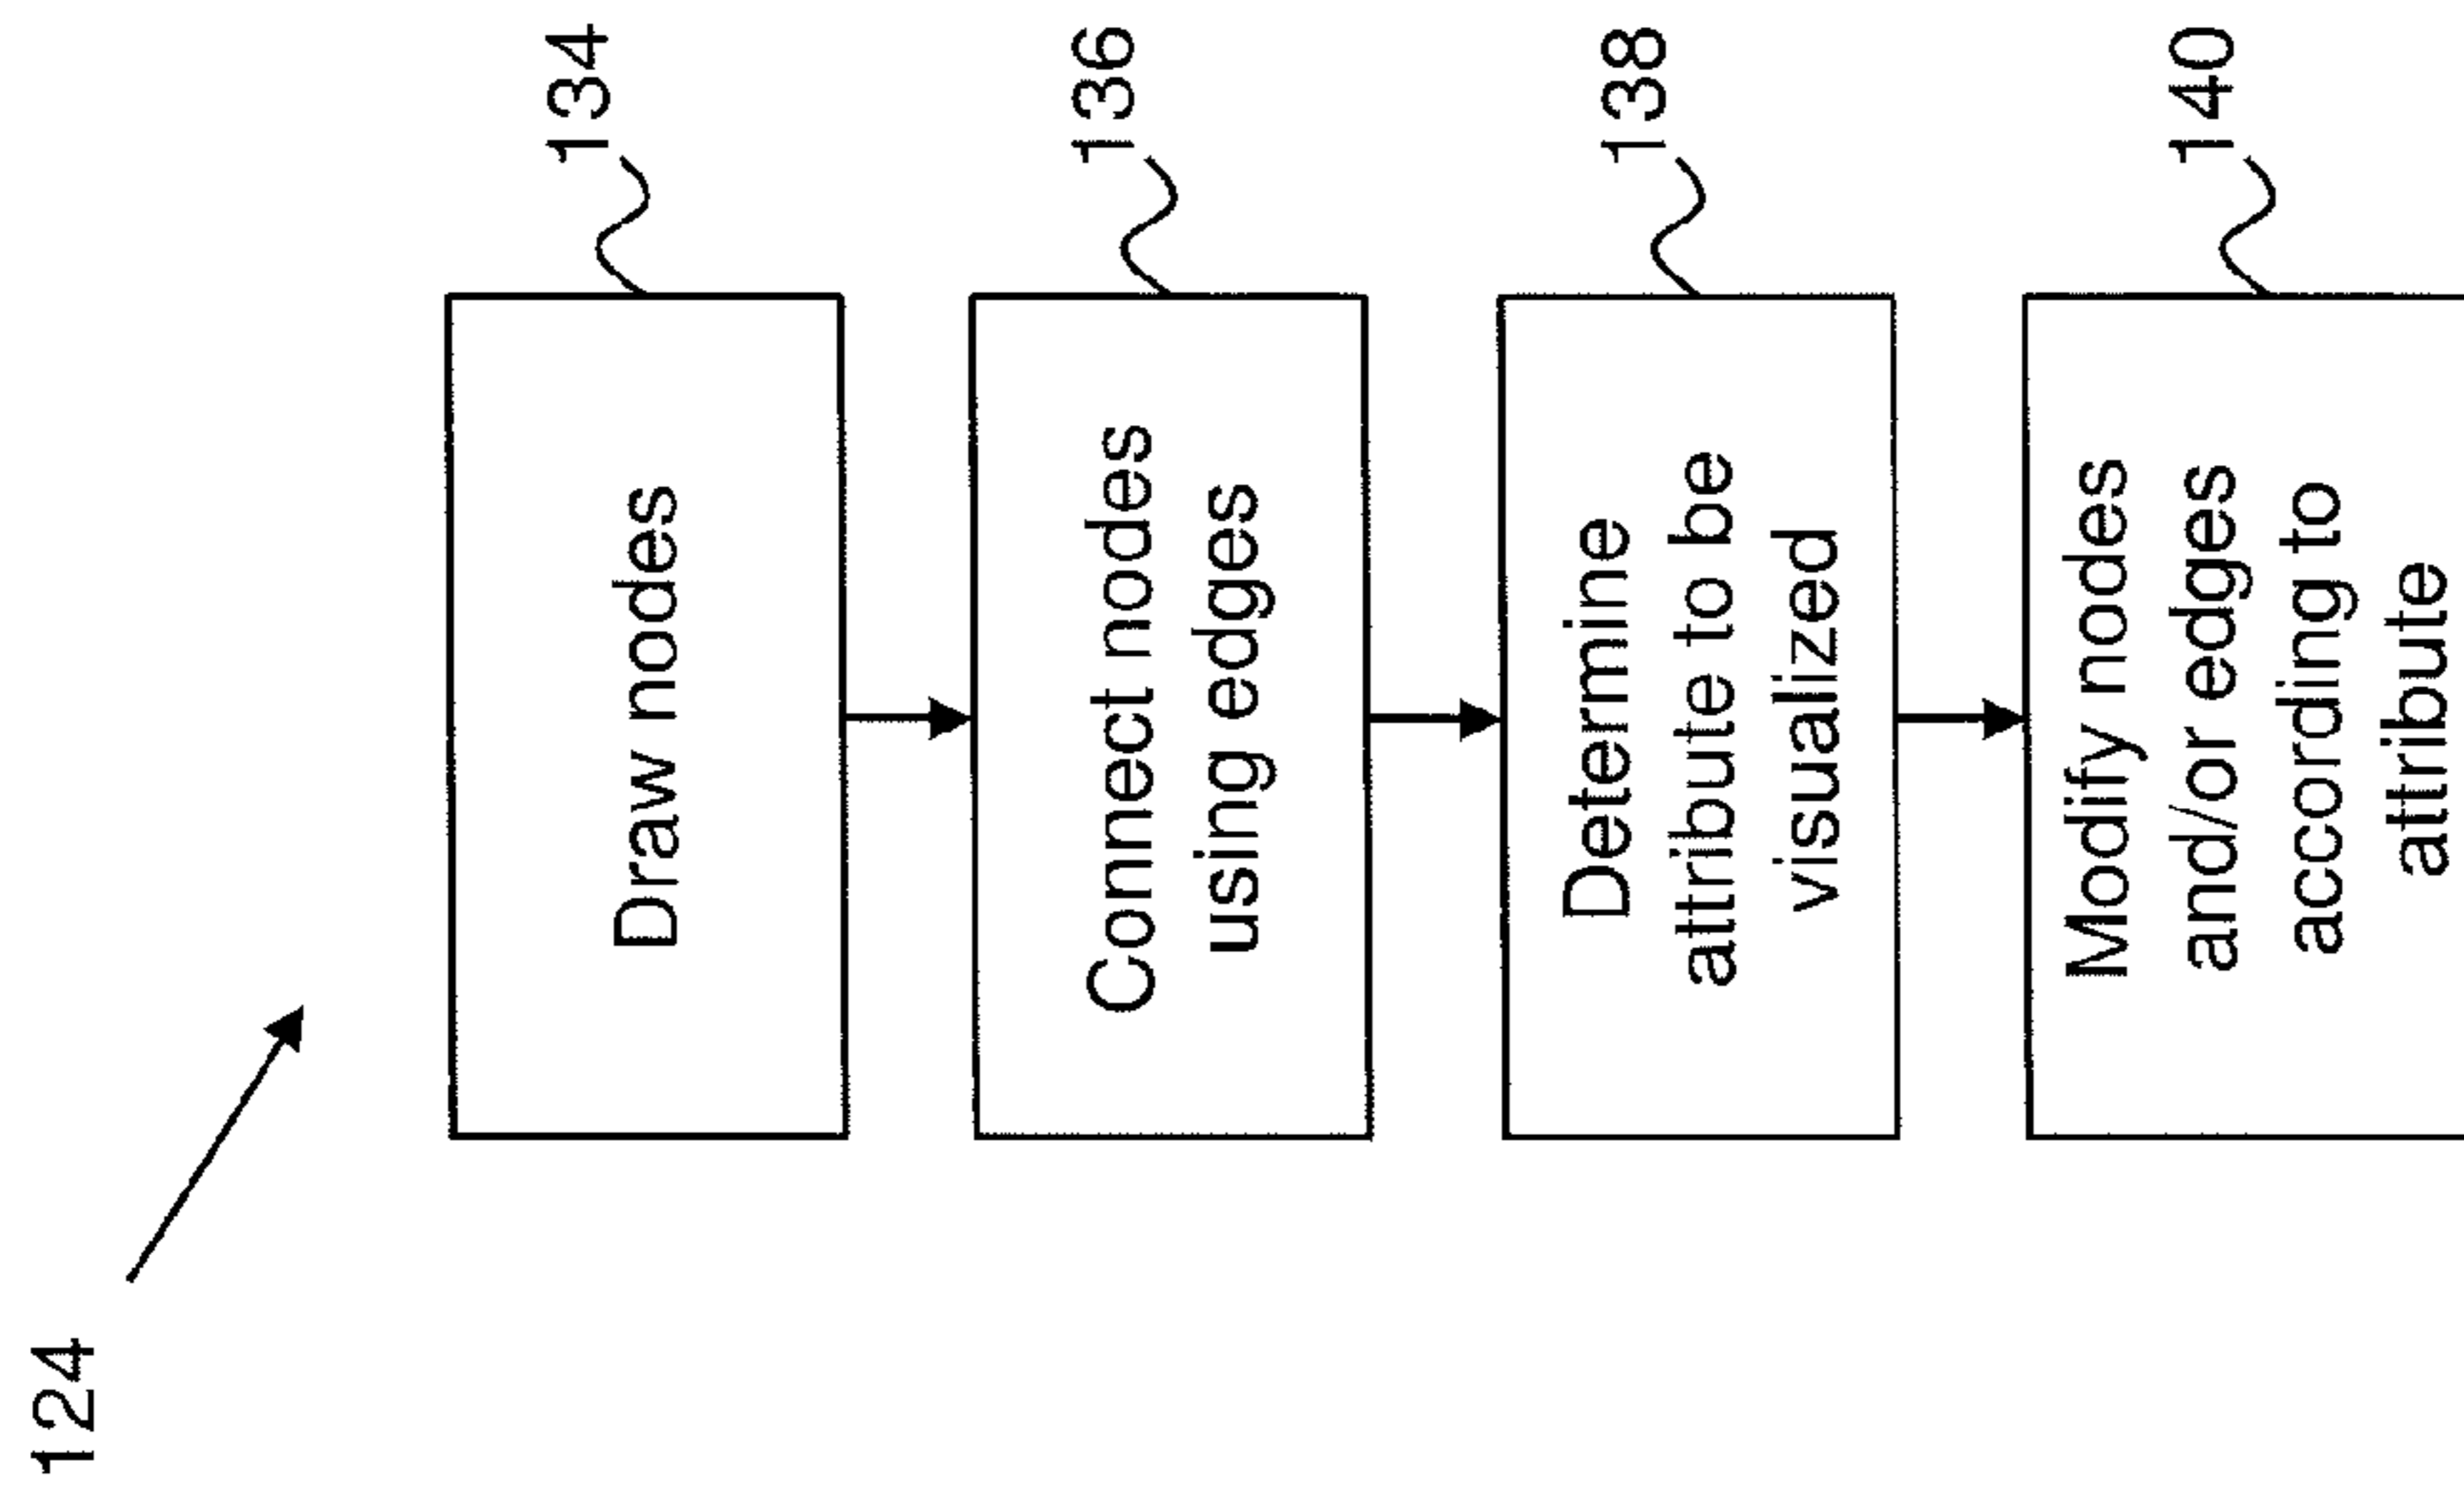 124
134
Draw nodes
136
Connect nodes
using edges
138
Determine
attribute to be
visualized
140
Modify nodes
and/or edges
according to
attribute